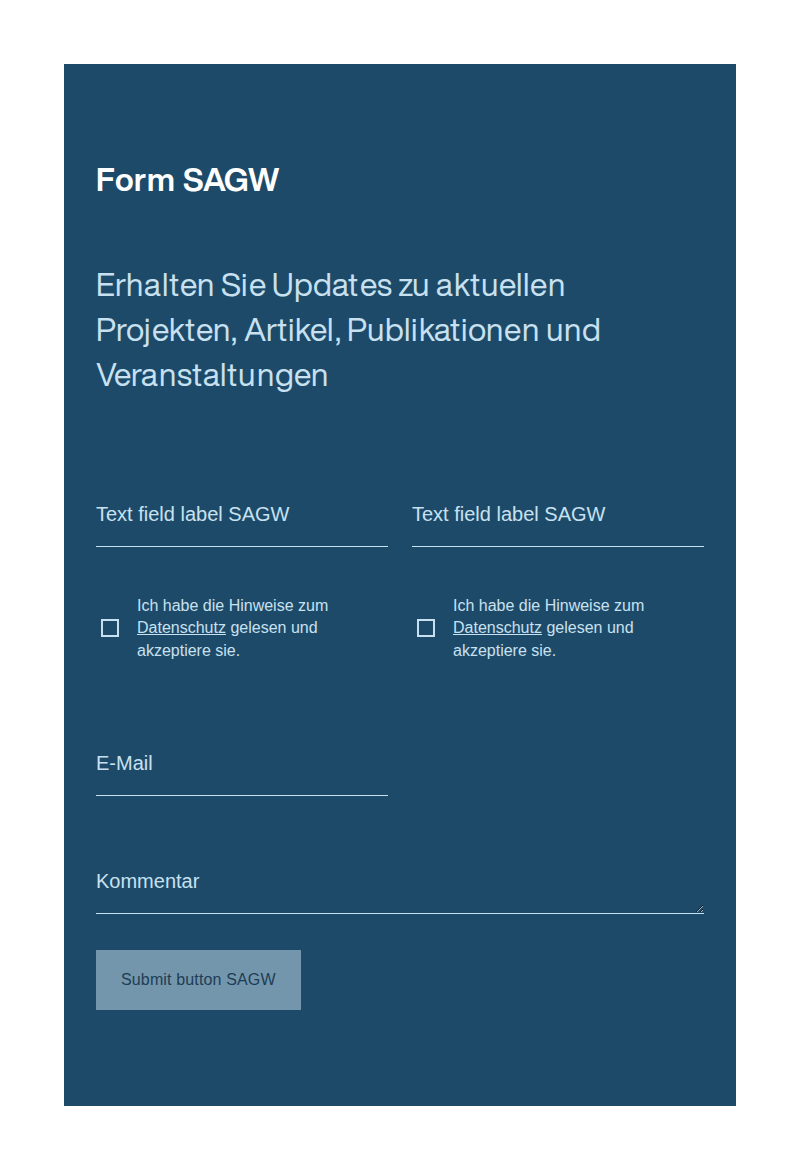 Form SAGW
Erhalten Sie Updates zu aktuellen
Projekten, Artikel, Publikationen und
Veranstaltungen
Text field label SAGW
Text field label SAGW
Ich habe die Hinweise zum
Datenschutz gelesen und
akzeptiere sie.
Ich habe die Hinweise zum
Datenschutz gelesen und
akzeptiere sie.
E-Mail
Kommentar
Submit button SAGW